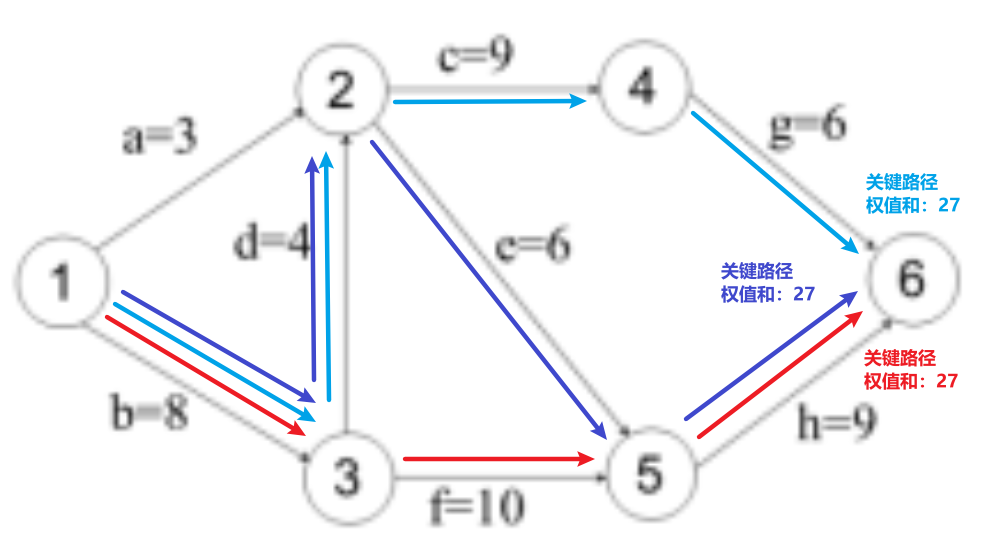 c=9
2
4
a=3
g=6
关键路径
权值和：27
d=4
e=6
1
关键路径
权值和：27
6
关键路径
权值和：27
b=8
h=9
3
5
f=10